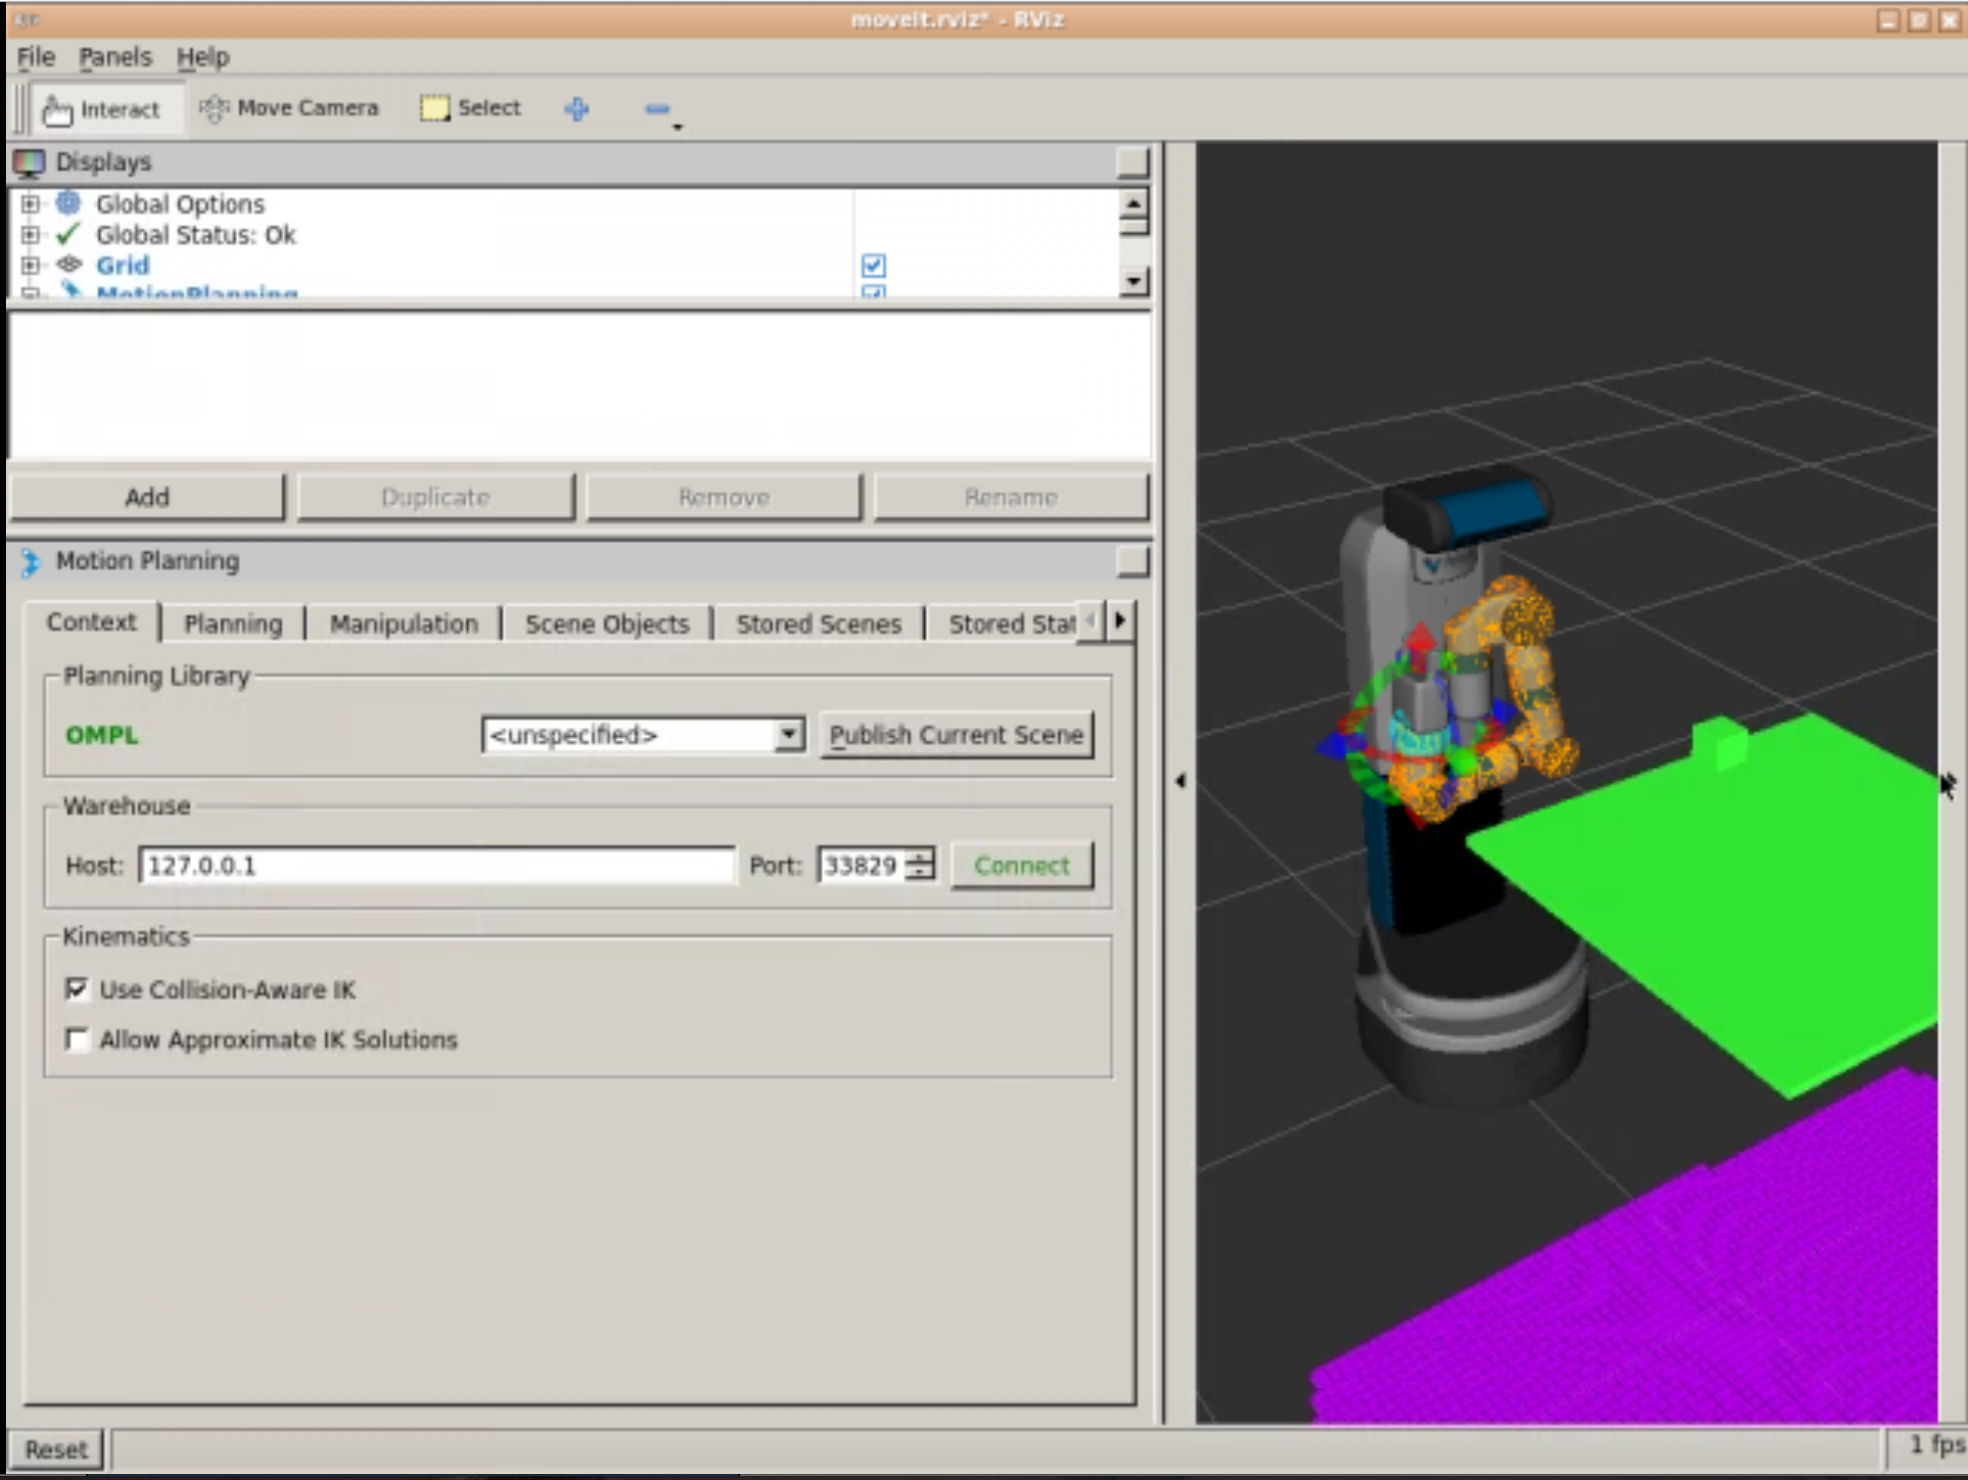 moveit.rviz* - RViz
File Panels Help
Interact Move Camera Select
Displays
Global Options
Global Status: Ok
Grid
MotionPlanning
Add Duplicate Remove Rename
Motion Planning
Context Planning Manipulation Scene Objects Stored Scenes Stored Stat
Planning Library
OMPL <unspecified> Publish Current Scene
Warehouse
Host: 127.0.0.1 Port: 33829 Connect
Kinematics
Use Collision-Aware IK
Allow Approximate IK Solutions
Reset 1 fps